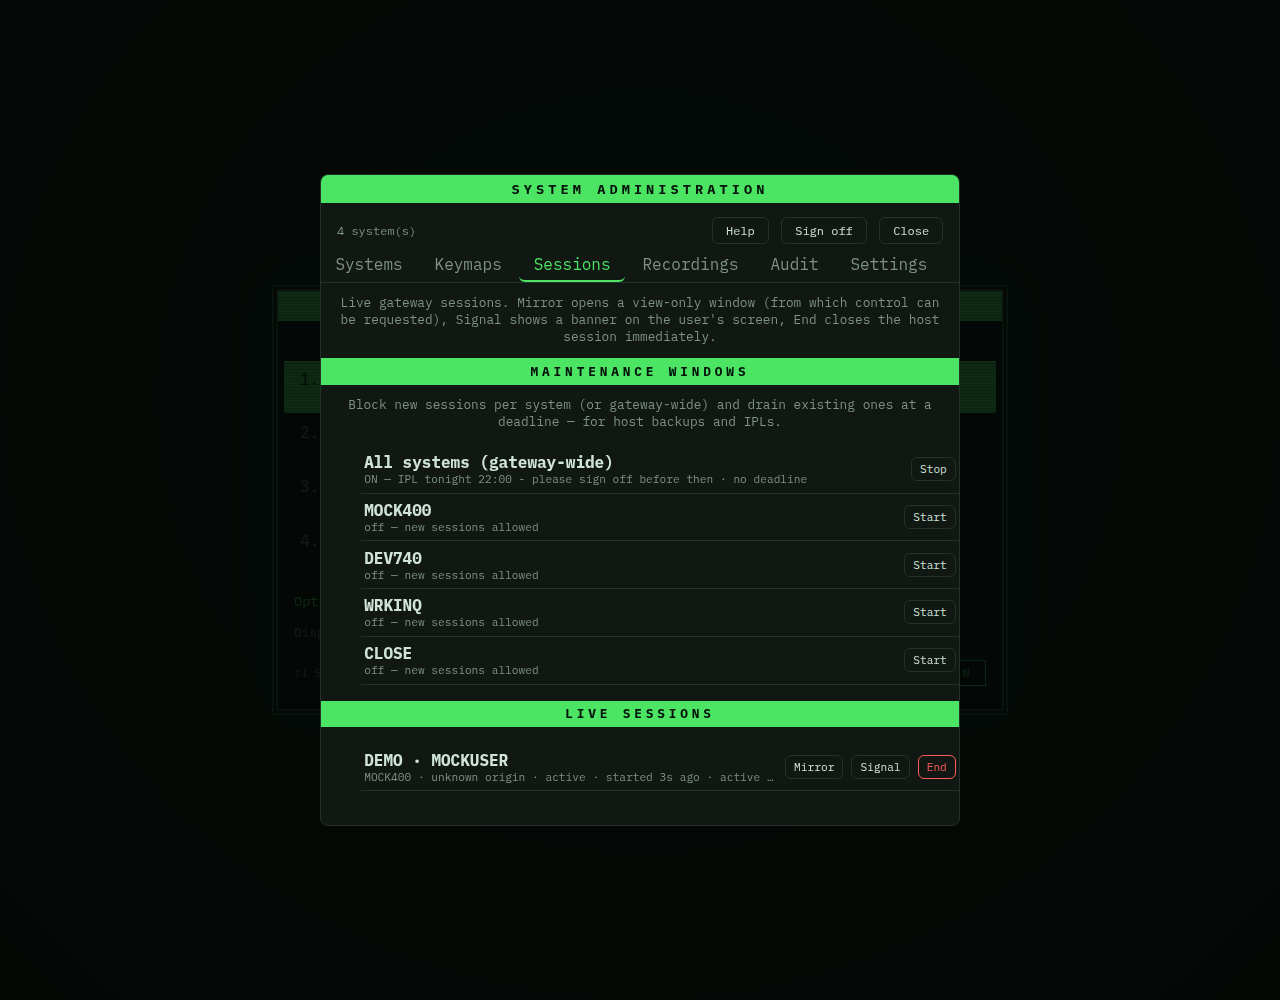 SYSTEM ADMINISTRATION
4 system(s)
Help
Sign off
Close
Systems
Keymaps
Sessions
Recordings
Audit
Settings
Live gateway sessions. Mirror opens a view-only window (from which control can
be requested), Signal shows a banner on the user's screen, End closes the host
session immediately.
MAINTENANCE WINDOWS
Block new sessions per system (or gateway-wide) and drain existing ones at a
deadline — for host backups and IPLs.
All systems (gateway-wide)
ON — IPL tonight 22:00 - please sign off before then · no deadline
Stop
MOCK400
off — new sessions allowed
Start
DEV740
off — new sessions allowed
Start
WRKINQ
off — new sessions allowed
Start
CLOSE
off — new sessions allowed
Start
LIVE SESSIONS
DEMO · MOCKUSER
MOCK400 · unknown origin · active · started 3s ago · active …
Mirror
Signal
End
1.
2.
3.
4.
Opt
Disp
↑↓ S
N